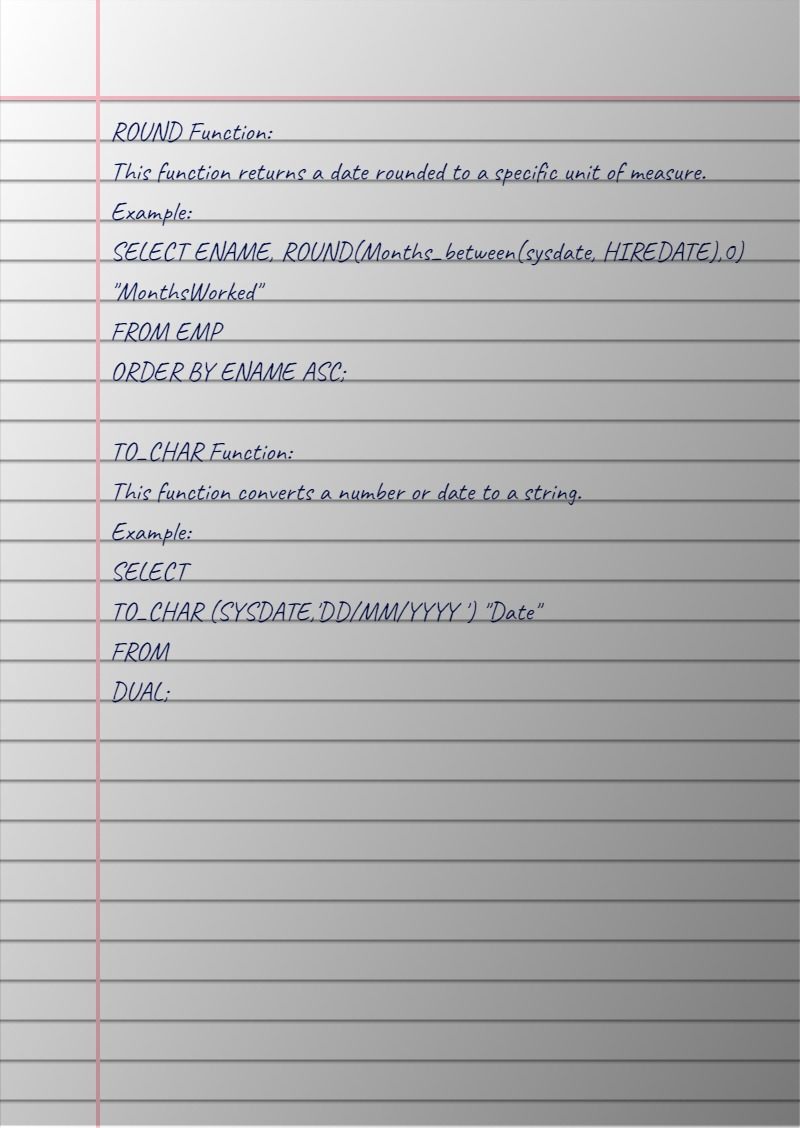 ROUND Function:
This function returns a date rounded to a specific unit of measure.
Example:
SELECT ENAME, ROUND(Months_between(sysdate, HIREDATE),0)
"MonthsWorked"
FROM EMP
ORDER BY ENAME ASC;
TO_CHAR Function:
This function converts a number or date to a string.
Example:
SELECT
TO_CHAR (SYSDATE,'DD/MM/YYYY ') "Date"
FROM
DUAL;